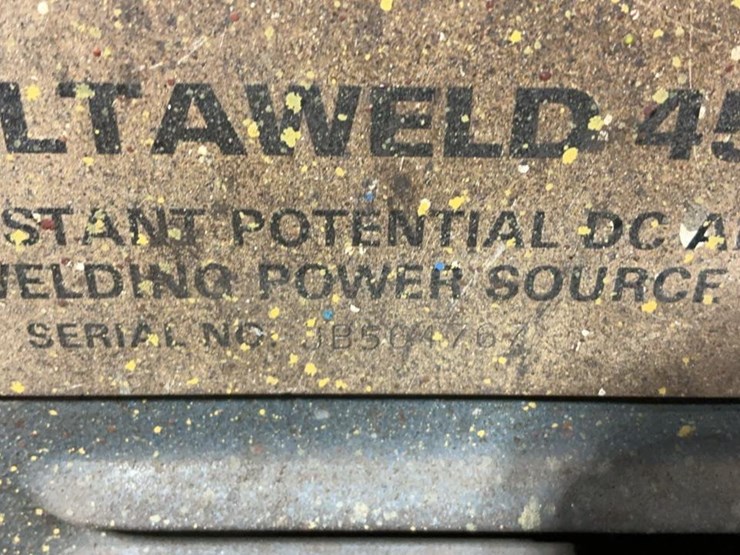 LTAWELD 45
STANT POTENTIAL DC A
WELDING POWER SOURCE
SERIAL NO.